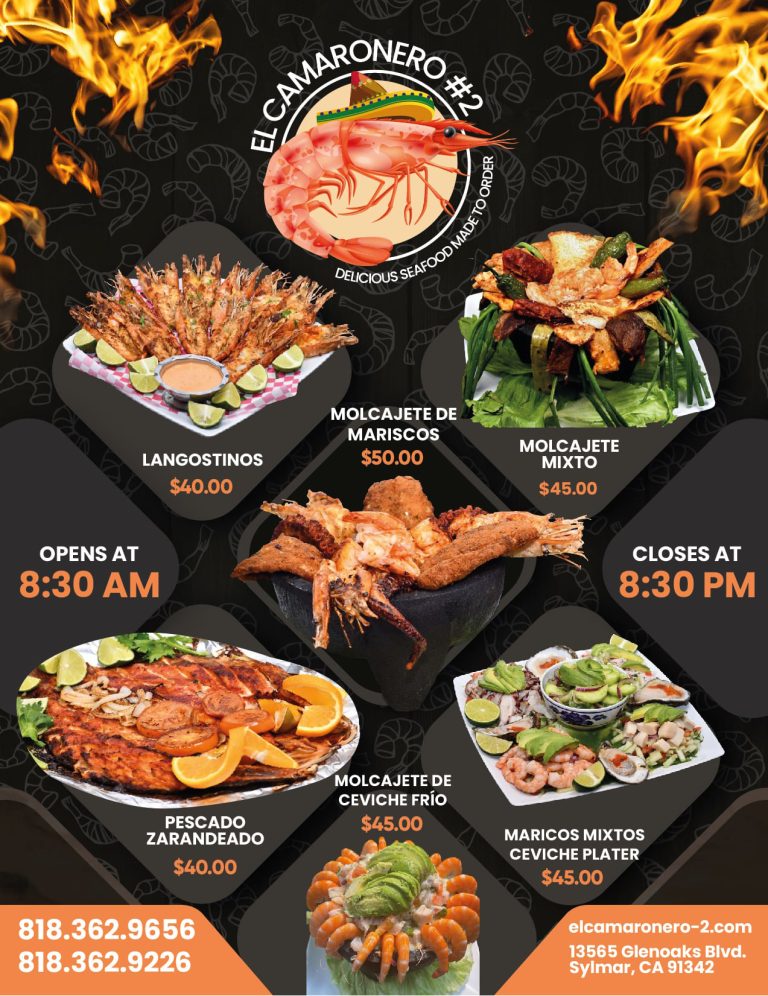 EL CAMARONERO #2
DELICIOUS SEAFOOD MADE TO ORDER
LANGOSTINOS
$40.00
MOLCAJETE DE
MARISCOS
$50.00
MOLCAJETE
MIXTO
$45.00
OPENS AT
8:30 AM
CLOSES AT
8:30 PM
PESCADO
ZARANDEADO
$40.00
MOLCAJETE DE
CEVICHE FRÍO
$45.00
MARICOS MIXTOS
CEVICHE PLATER
$45.00
818.362.9656
818.362.9226
elcamaronero-2.com
13565 Glenoaks Blvd.
Sylmar, CA 91342